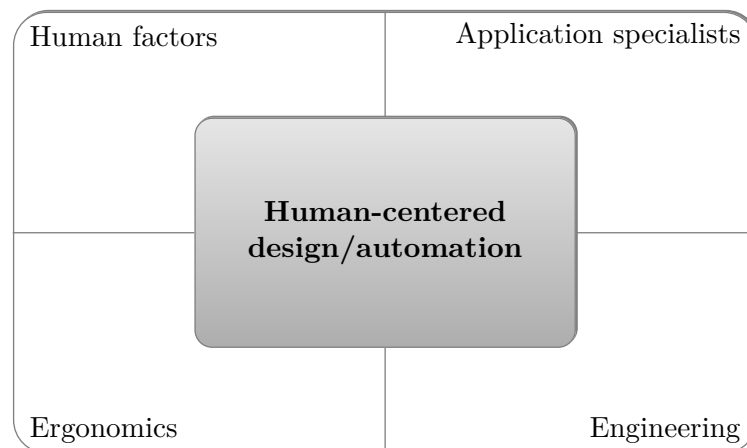 Human factors
Application specialists
Human-centered
design/automation
Ergonomics
Engineering